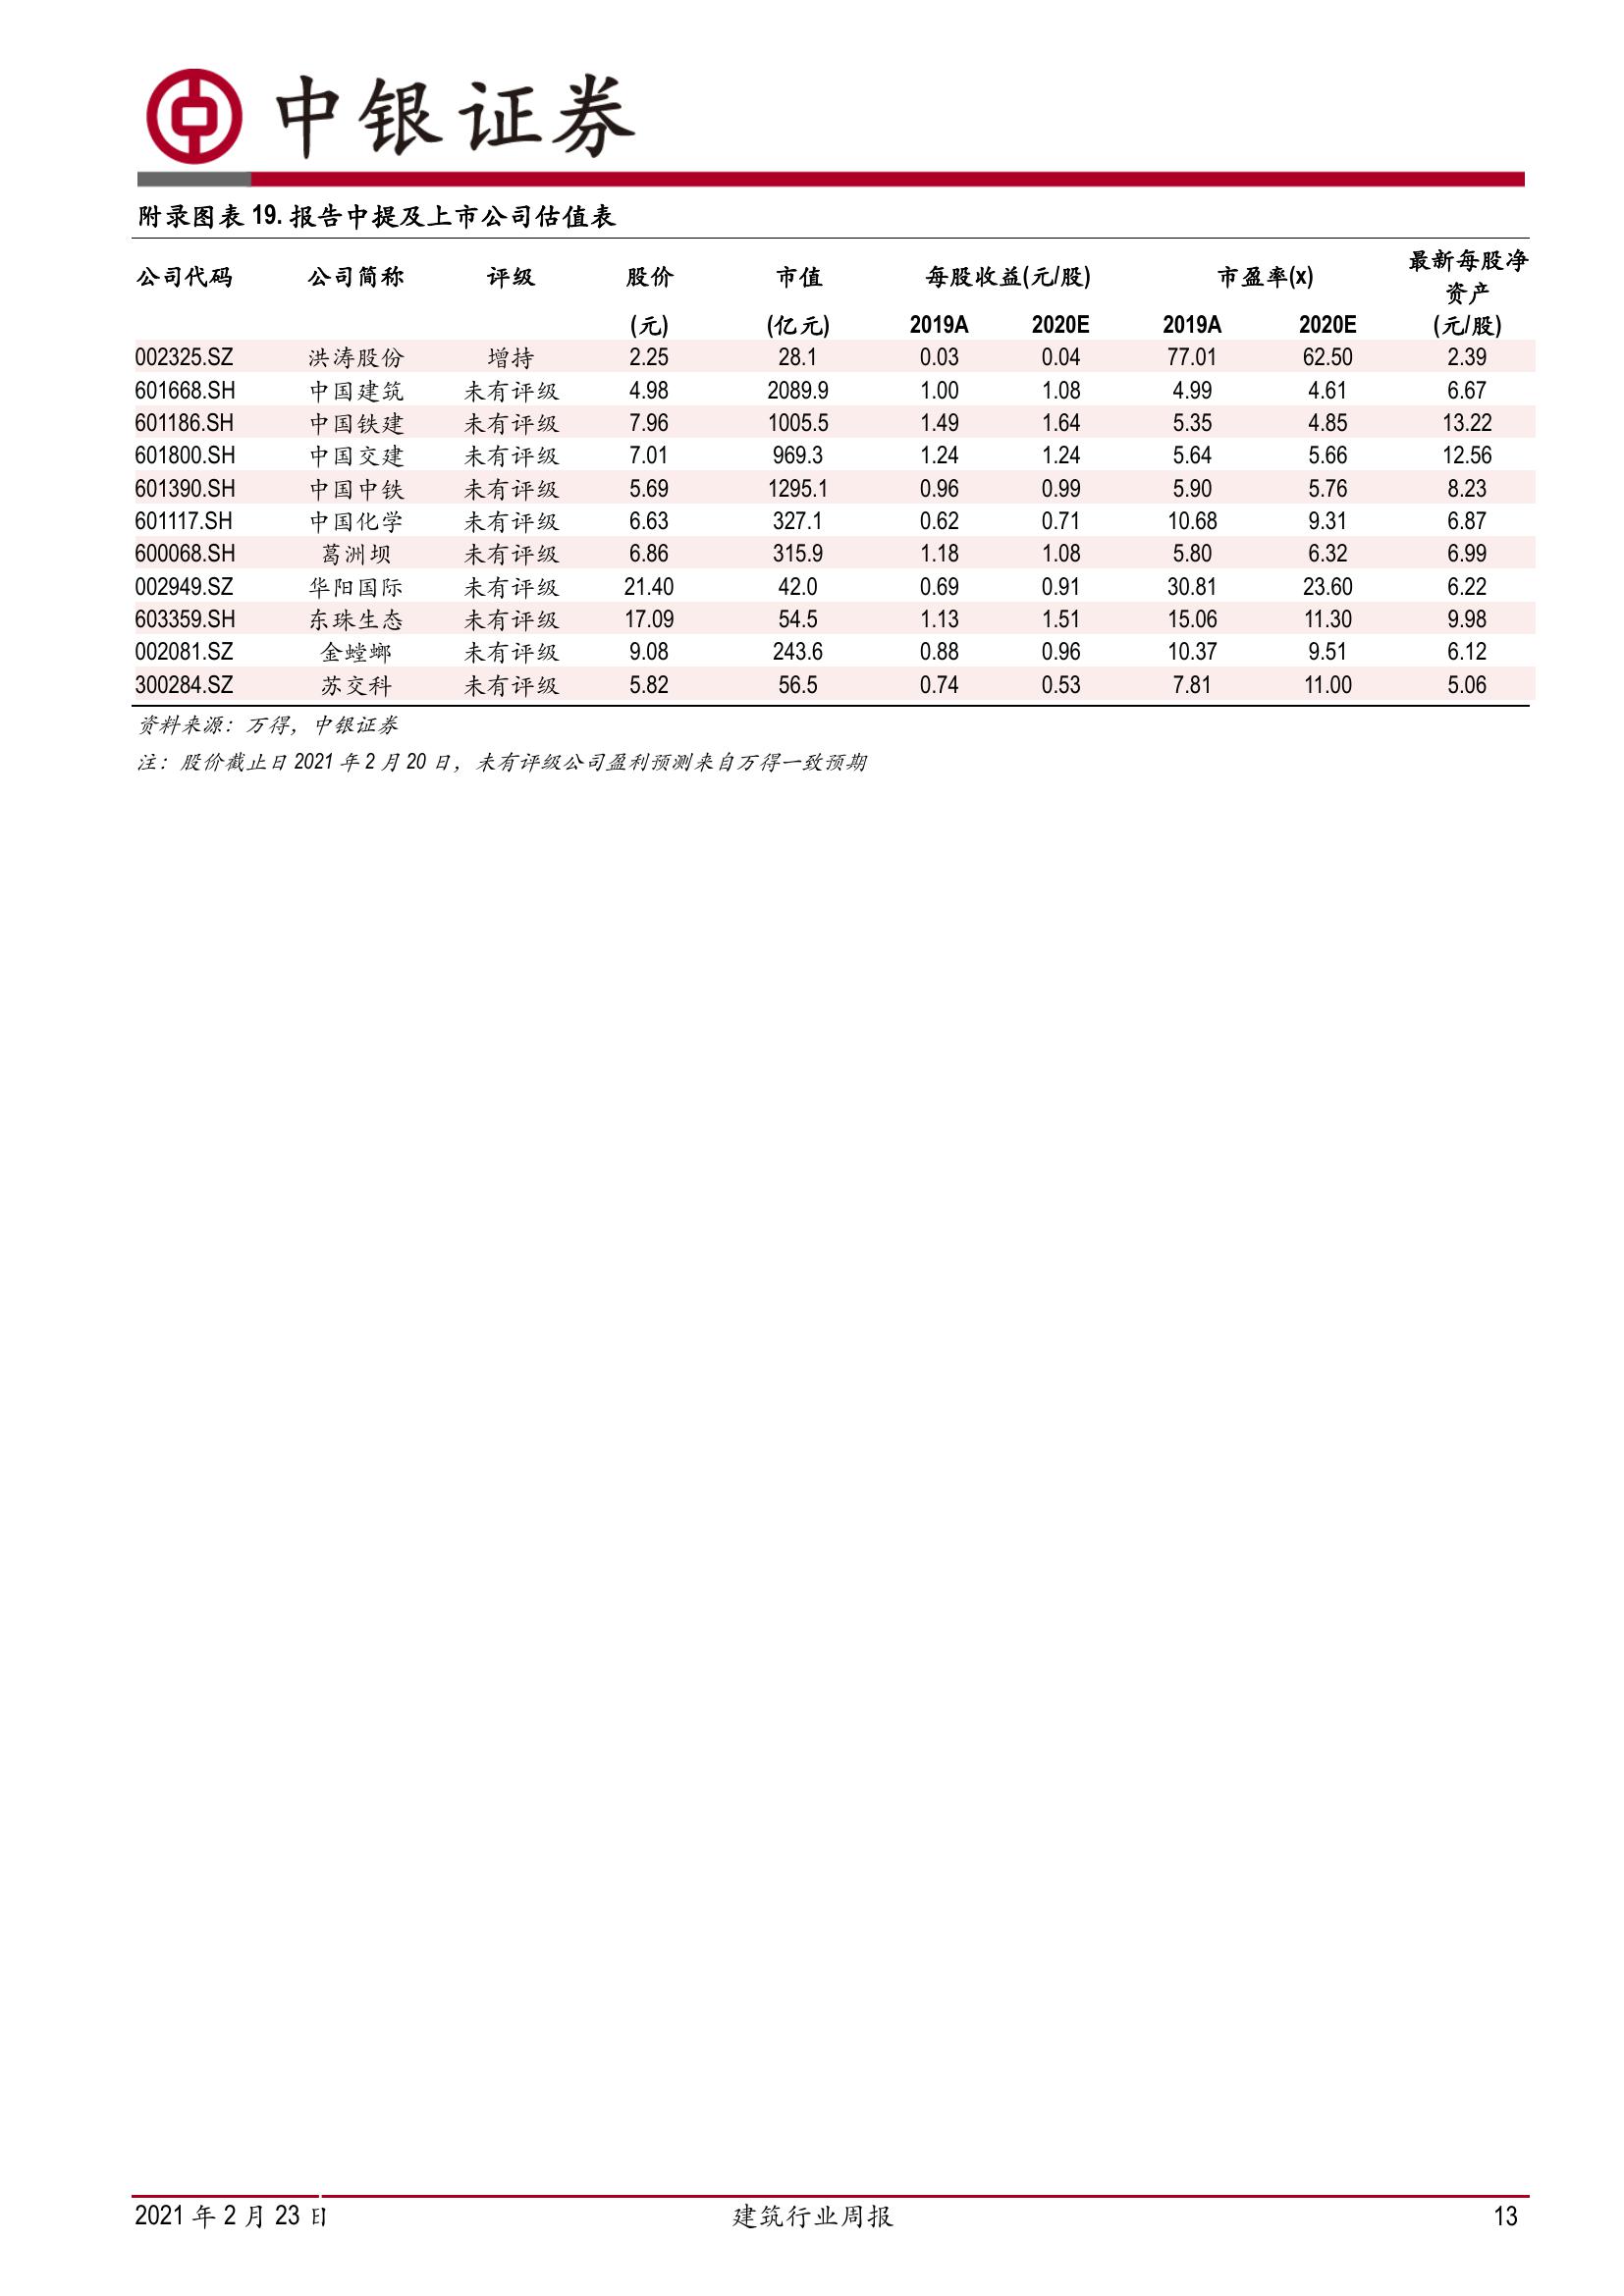 中银证券
附录图表 19. 报告中提及上市公司估值表
公司代码 公司简称 评级 股价 市值 每股收益(元/股) 市盈率(x) 最新每股净资产
(元) (亿元) 2019A 2020E 2019A 2020E (元/股)
002325.SZ 洪涛股份 增持 2.25 28.1 0.03 0.04 77.01 62.50 2.39
601668.SH 中国建筑 未有评级 4.98 2089.9 1.00 1.08 4.99 4.61 6.67
601186.SH 中国铁建 未有评级 7.96 1005.5 1.49 1.64 5.35 4.85 13.22
601800.SH 中国交建 未有评级 7.01 969.3 1.24 1.24 5.64 5.66 12.56
601390.SH 中国中铁 未有评级 5.69 1295.1 0.96 0.99 5.90 5.76 8.23
601117.SH 中国化学 未有评级 6.63 327.1 0.62 0.71 10.68 9.31 6.87
600068.SH 葛洲坝 未有评级 6.86 315.9 1.18 1.08 5.80 6.32 6.99
002949.SZ 华阳国际 未有评级 21.40 42.0 0.69 0.91 30.81 23.60 6.22
603359.SH 东珠生态 未有评级 17.09 54.5 1.13 1.51 15.06 11.30 9.98
002081.SZ 金螳螂 未有评级 9.08 243.6 0.88 0.96 10.37 9.51 6.12
300284.SZ 苏交科 未有评级 5.82 56.5 0.74 0.53 7.81 11.00 5.06
资料来源：万得，中银证券
注：股价截止日 2021 年 2 月 20 日，未有评级公司盈利预测来自万得一致预期
2021 年 2 月 23 日 建筑行业周报 13